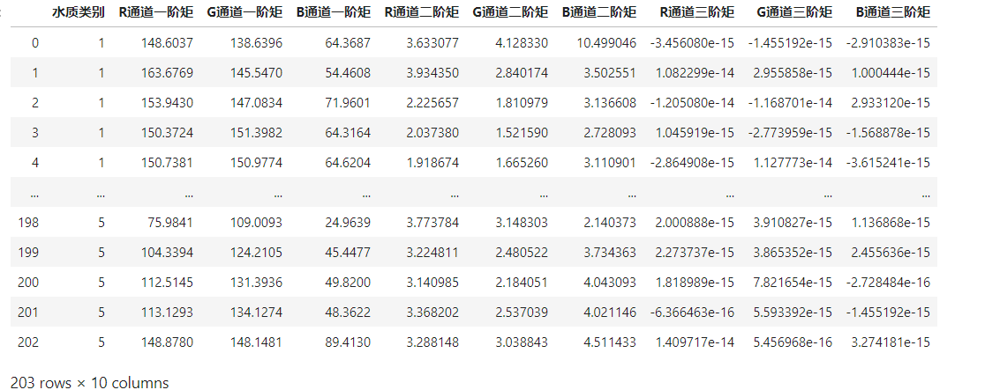 水质类别 R通道一阶矩 G通道一阶矩 B通道一阶矩 R通道二阶矩 G通道二阶矩 B通道二阶矩 R通道三阶矩 G通道三阶矩 B通道三阶矩
0 1 148.6037 138.6396 64.3687 3.633077 4.128330 10.499046 -3.456080e-15 -1.455192e-15 -2.910383e-15
1 1 163.6769 145.5470 54.4608 3.934350 2.840174 3.502551 1.082299e-14 2.955858e-15 1.000444e-15
2 1 153.9430 147.0834 71.9601 2.225657 1.810979 3.136608 -1.205080e-14 -1.168701e-14 2.933120e-15
3 1 150.3724 151.3982 64.3164 2.037380 1.521590 2.728093 1.045919e-15 -2.773959e-15 -1.568878e-15
4 1 150.7381 150.9774 64.6204 1.918674 1.665260 3.110901 -2.864908e-15 1.127773e-14 -3.615241e-15
... ... ... ... ... ... ... ... ... ... ...
198 5 75.9841 109.0093 24.9639 3.773784 3.148303 2.140373 2.000888e-15 3.910827e-15 1.136868e-15
199 5 104.3394 124.2105 45.4477 3.224811 2.480522 3.734363 2.273737e-15 3.865352e-15 2.455636e-15
200 5 112.5145 131.3936 49.8200 3.140985 2.184051 4.043093 1.818989e-15 7.821654e-15 -2.728484e-16
201 5 113.1293 134.1274 48.3622 3.368202 2.537039 4.021146 -6.366463e-16 5.593392e-15 -1.455192e-15
202 5 148.8780 148.1481 89.4130 3.288148 3.038843 4.511433 1.409717e-14 5.456968e-16 3.274181e-15
203 rows × 10 columns